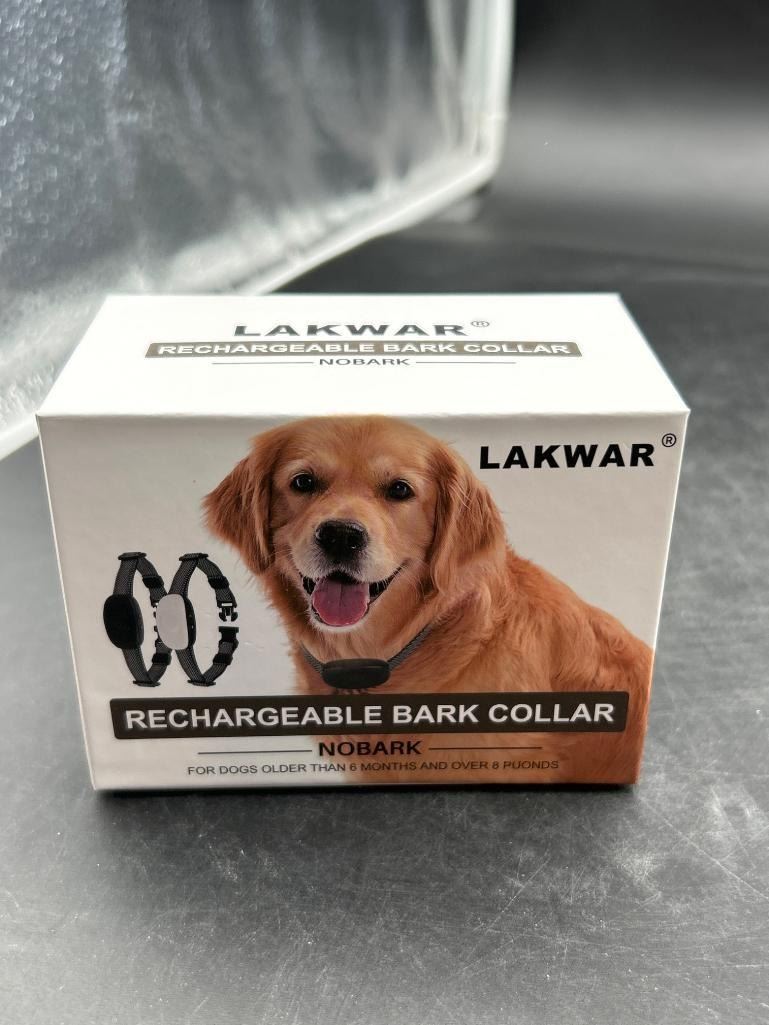 LAKWAR®
RECHARGEABLE BARK COLLAR
NOBARK
LAKWAR®
RECHARGEABLE BARK COLLAR
NOBARK
FOR DOGS OLDER THAN 6 MONTHS AND OVER 8 PUONDS